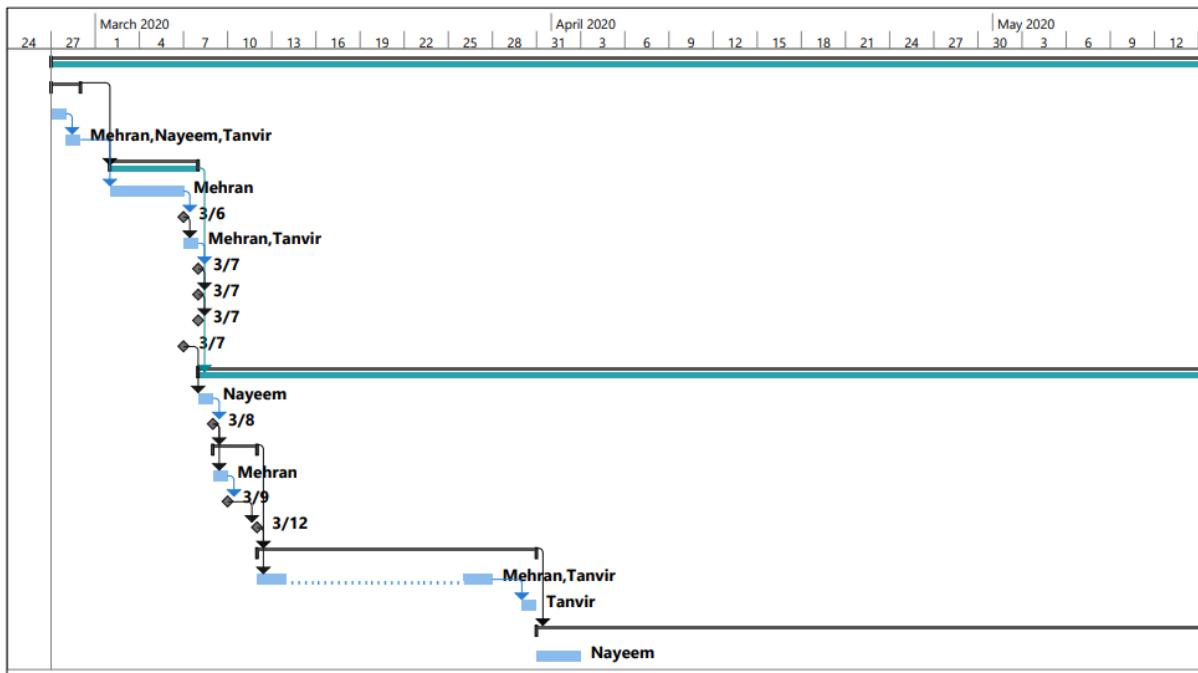 March 2020 April 2020 May 2020
24 27 1 4 7 10 13 16 19 22 25 28 31 3 6 9 12 15 18 21 24 27 30 3 6 9 12
Mehran,Nayeem,Tanvir
Mehran
3/6
Mehran,Tanvir
3/7
3/7
3/7
3/7
Nayeem
3/8
Mehran
3/9
3/12
Mehran,Tanvir
Tanvir
Nayeem